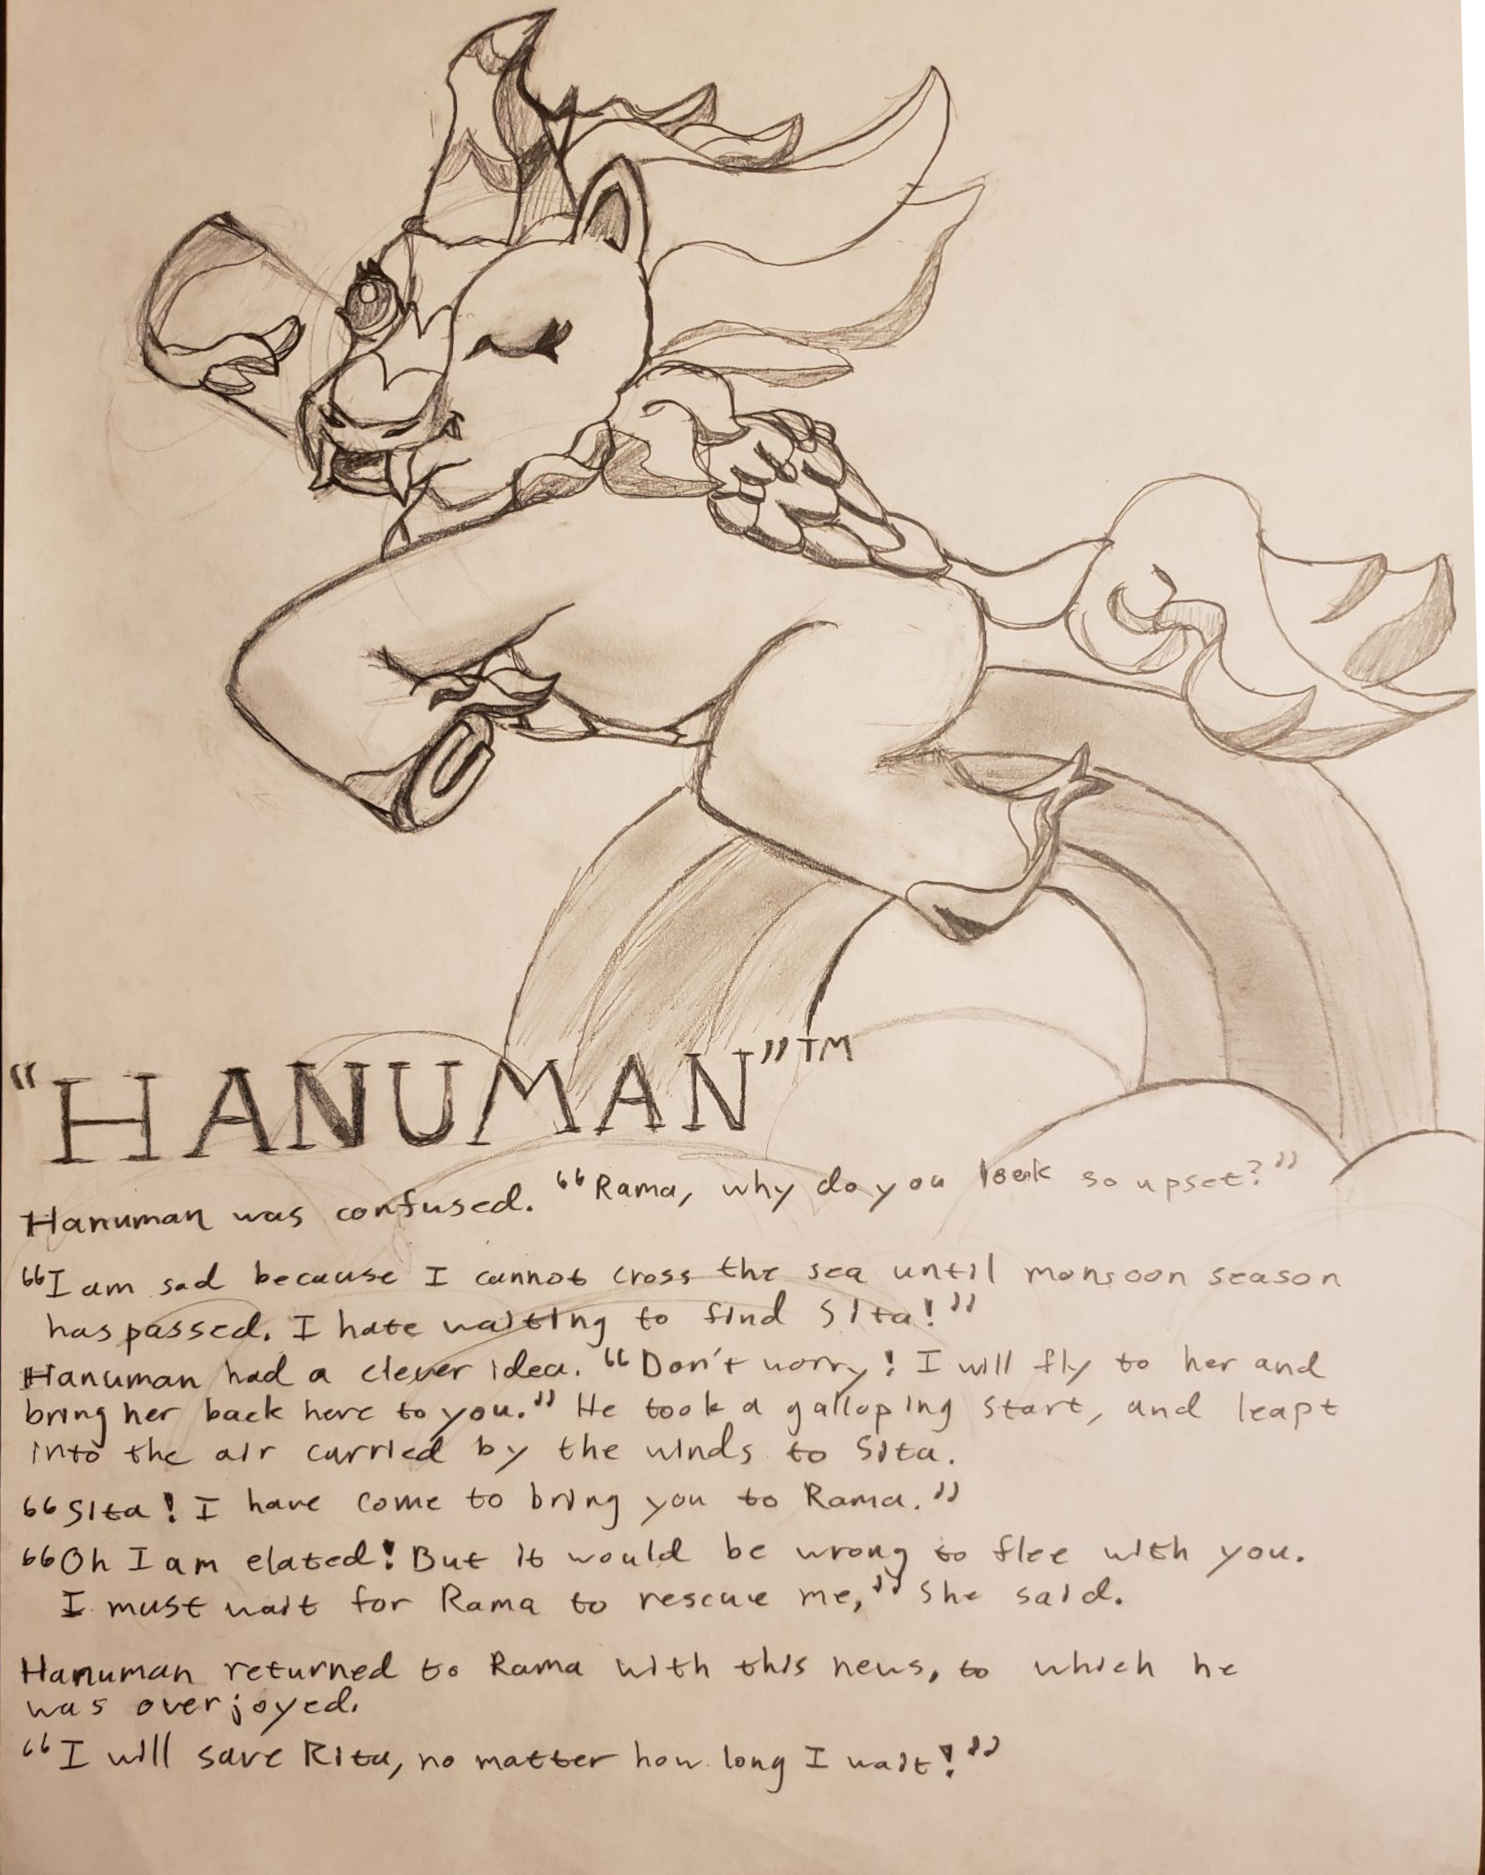 "HANUMAN"™
Hanuman was confused. "Rama, why do you look so upset?"
"I am sad because I cannot cross the sea until monsoon season
has passed. I hate waiting to find Sita!"
Hanuman had a clever idea. "Don't worry! I will fly to her and
bring her back here to you." He took a galloping start, and leapt
into the air carried by the winds to Sita.
"Sita! I have come to bring you to Rama."
"Oh I am elated! But it would be wrong to flee with you.
I must wait for Rama to rescue me," she said.
Hanuman returned to Rama with this news, to which he
was overjoyed.
"I will save Rita, no matter how long I wait!"